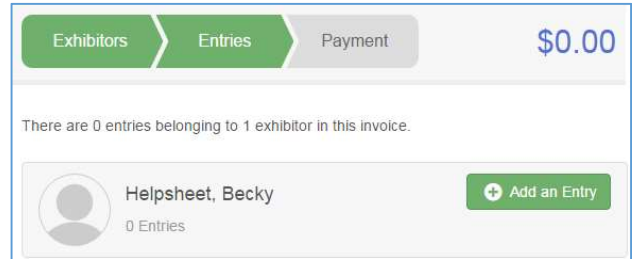 Exhibitors Entries Payment $0.00
There are 0 entries belonging to 1 exhibitor in this invoice.
Helpsheet, Becky Add an Entry
0 Entries